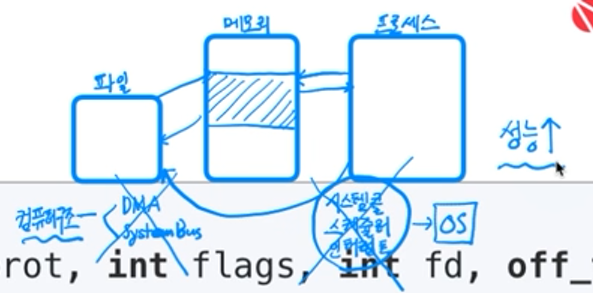 메모리
프로세스
파일
성능↑
컴퓨터구조
DMA
System Bus
시스템콜
스케줄러
인터럽트
→ OS
rot, int flags, int fd, off_